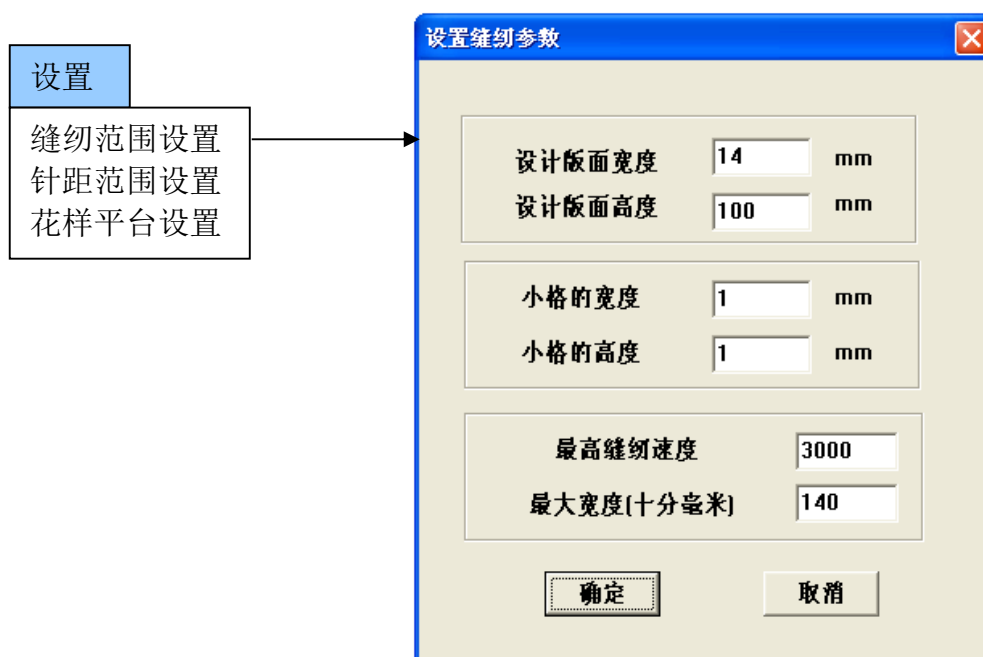 设置
缝纫范围设置
针距范围设置
花样平台设置
设置缝纫参数
设计版面宽度 14 mm
设计版面高度 100 mm
小格的宽度 1 mm
小格的高度 1 mm
最高缝纫速度 3000
最大宽度(十分毫米) 140
确定 取消